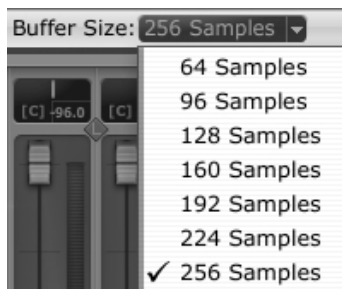 Buffer Size: 256 Samples
64 Samples
96 Samples
[C] -96.0 [C]
128 Samples
L
160 Samples
192 Samples
224 Samples
✓ 256 Samples